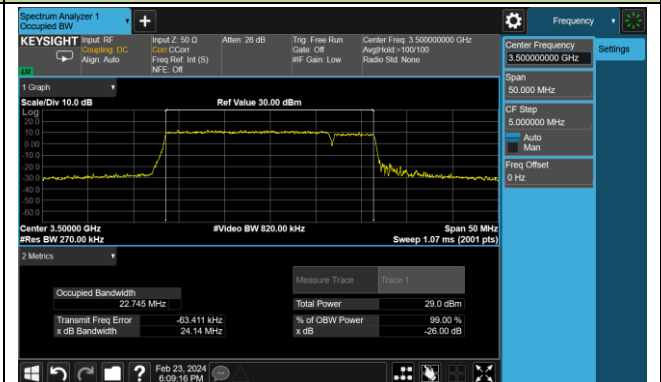 Spectrum Analyzer 1
Occupied BW
Frequency
KEYSIGHT Input: RF
Coupling: DC
Align: Auto
Input Z: 50 Ω
Corr CCorr
Freq Ref: Int (S)
NFE: Off
Atten: 26 dB
Trig: Free Run
Gate: Off
#IF Gain: Low
Center Freq: 3.500000000 GHz
Avg|Hold:>100/100
Radio Std: None
LXI
Center Frequency
3.500000000 GHz
Settings
Span
50.000 MHz
CF Step
5.000000 MHz
Auto
Man
Freq Offset
0 Hz
1 Graph
Scale/Div 10.0 dB
Ref Value 30.00 dBm
Log
20.0
10.0
0.00
-10.0
-20.0
-30.0
-40.0
-50.0
-60.0
Center 3.50000 GHz
#Video BW 820.00 kHz
Span 50 MHz
#Res BW 270.00 kHz
Sweep 1.07 ms (2001 pts)
2 Metrics
Measure Trace
Trace 1
Occupied Bandwidth
22.745 MHz
Total Power
29.0 dBm
Transmit Freq Error
-63.411 kHz
% of OBW Power
99.00 %
x dB Bandwidth
24.14 MHz
x dB
-26.00 dB
?
Feb 23, 2024
6:09:16 PM